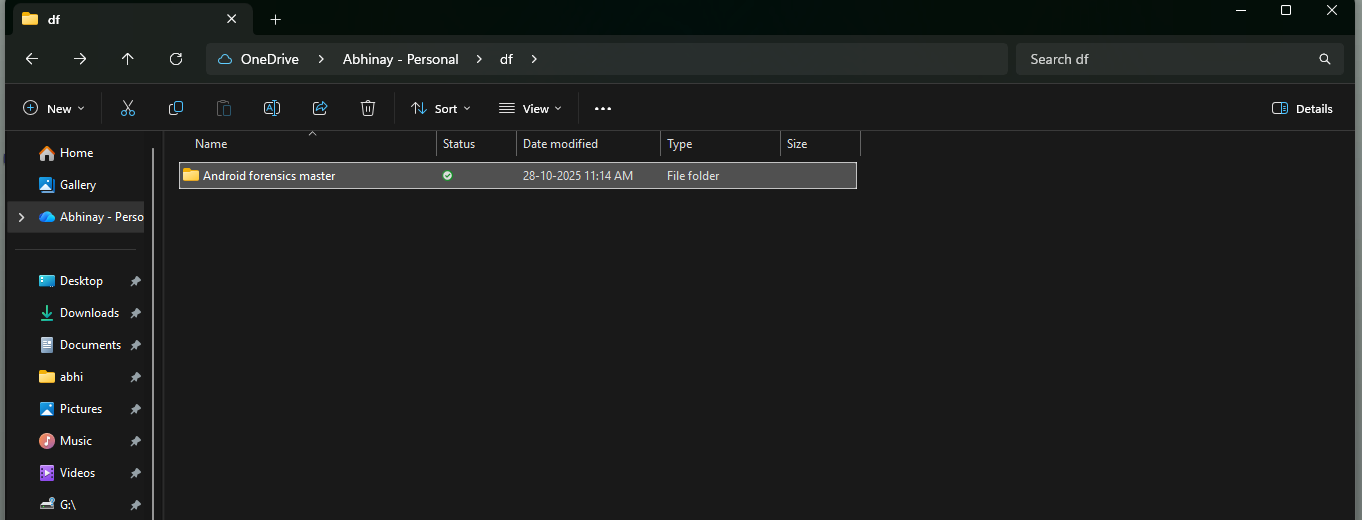 df
OneDrive > Abhinay - Personal > df >
Search df
New
Sort
View
Details
Name Status Date modified Type Size
Android forensics master 28-10-2025 11:14 AM File folder
Home
Gallery
Abhinay - Perso
Desktop
Downloads
Documents
abhi
Pictures
Music
Videos
G:\